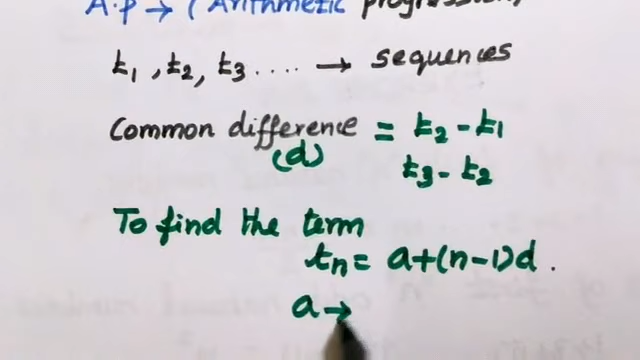 A.P → (Arithmetic progression)
t1, t2, t3 .... → sequences
Common difference = t2 - t1
(d) t3 - t2
To find the term
tn = a+(n-1)d.
a →